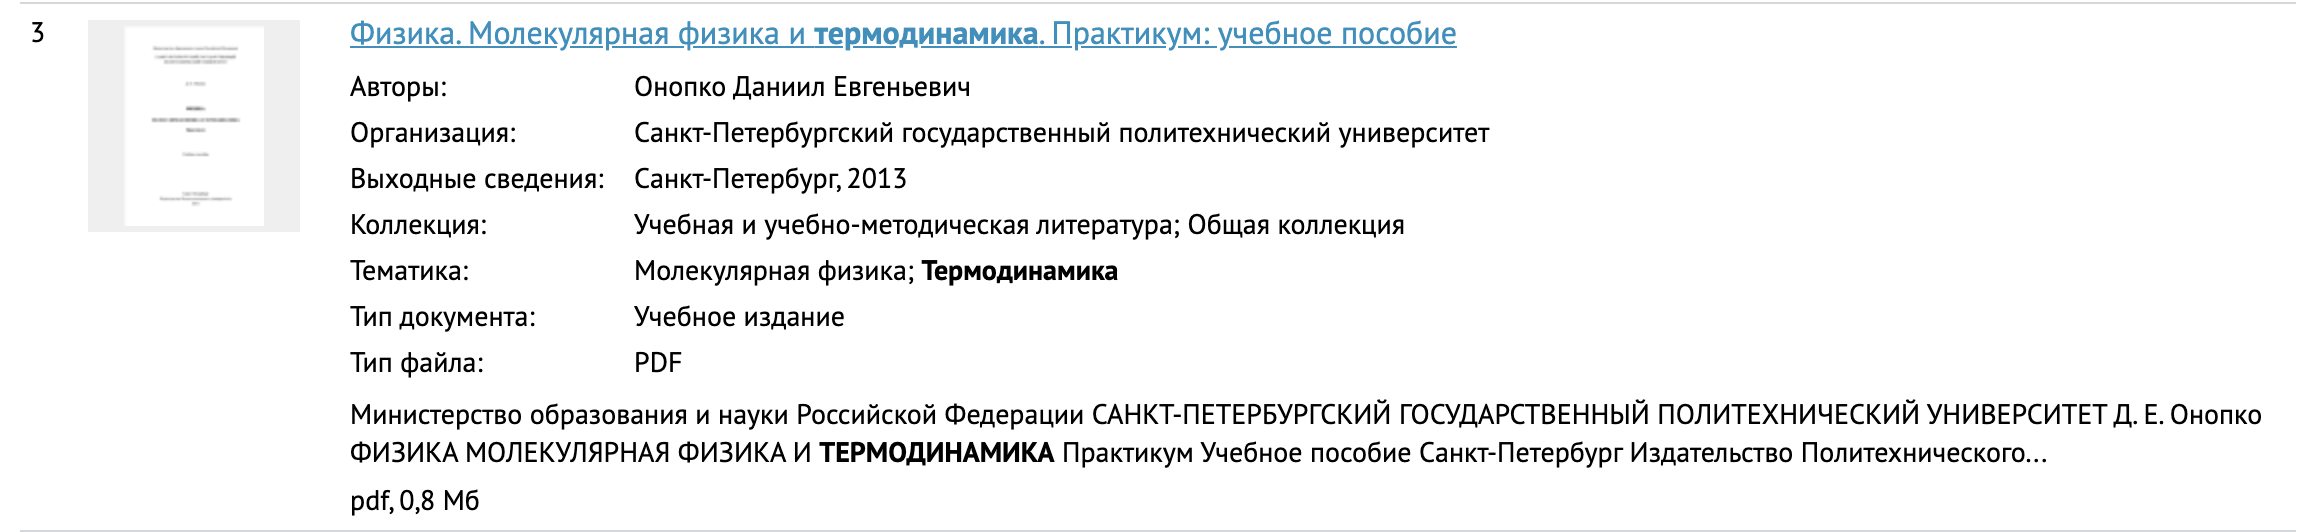 3
Физика. Молекулярная физика и термодинамика. Практикум: учебное пособие
Авторы: Онопко Даниил Евгеньевич
Организация: Санкт-Петербургский государственный политехнический университет
Выходные сведения: Санкт-Петербург, 2013
Коллекция: Учебная и учебно-методическая литература; Общая коллекция
Тематика: Молекулярная физика; Термодинамика
Тип документа: Учебное издание
Тип файла: PDF
Министерство образования и науки Российской Федерации САНКТ-ПЕТЕРБУРГСКИЙ ГОСУДАРСТВЕННЫЙ ПОЛИТЕХНИЧЕСКИЙ УНИВЕРСИТЕТ Д. Е. Онопко
ФИЗИКА МОЛЕКУЛЯРНАЯ ФИЗИКА И ТЕРМОДИНАМИКА Практикум Учебное пособие Санкт-Петербург Издательство Политехнического...
pdf, 0,8 Мб